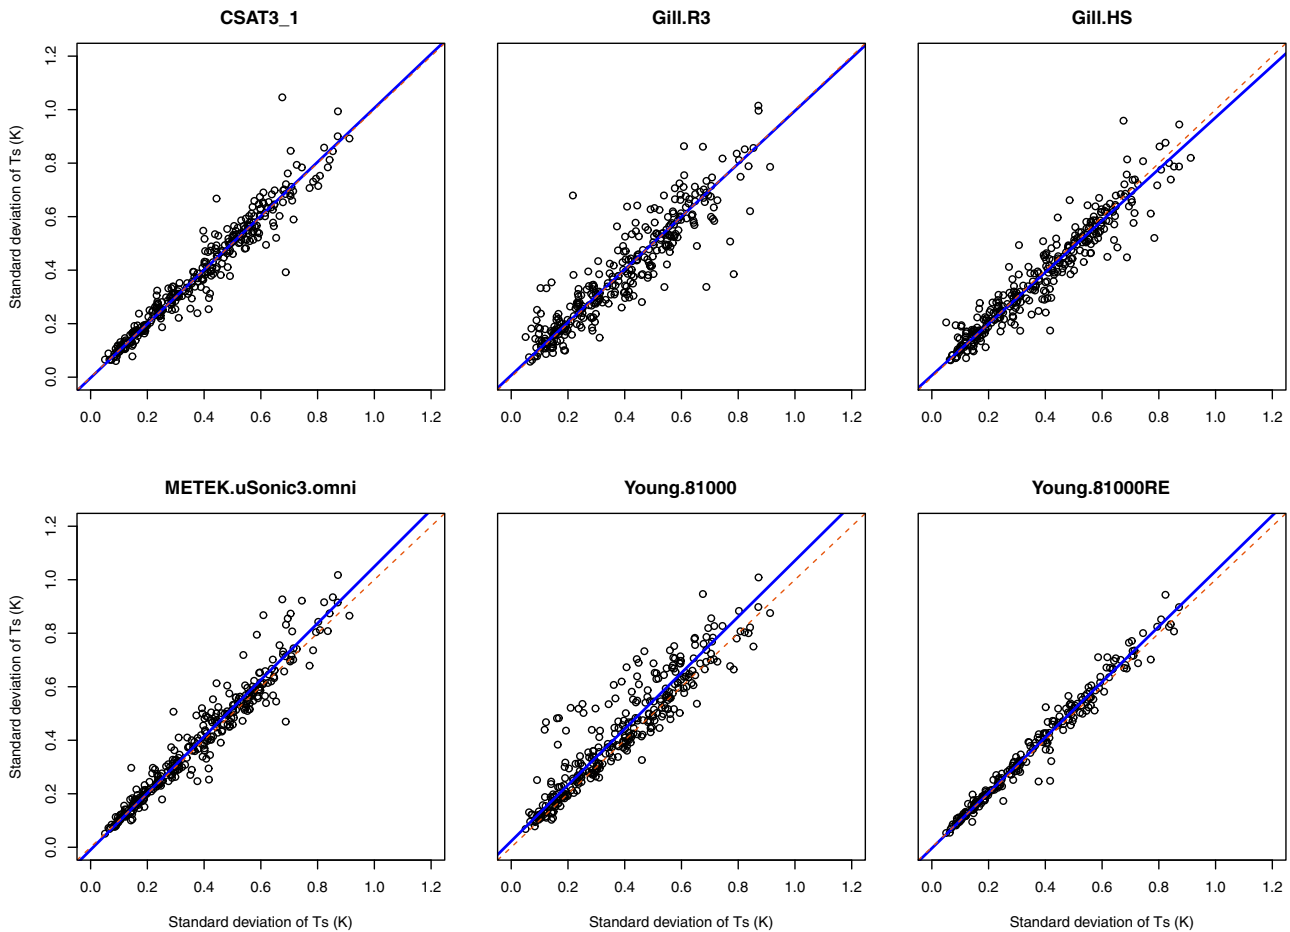 CSAT3_1 Gill.R3 Gill.HS
Standard deviation of Ts (K)
1.2
1.0
0.8
0.6
0.4
0.2
0.0
0.0 0.2 0.4 0.6 0.8 1.0 1.2 0.0 0.2 0.4 0.6 0.8 1.0 1.2 0.0 0.2 0.4 0.6 0.8 1.0 1.2
METEK.uSonic3.omni Young.81000 Young.81000RE
Standard deviation of Ts (K)
1.2
1.0
0.8
0.6
0.4
0.2
0.0
0.0 0.2 0.4 0.6 0.8 1.0 1.2 0.0 0.2 0.4 0.6 0.8 1.0 1.2 0.0 0.2 0.4 0.6 0.8 1.0 1.2
Standard deviation of Ts (K) Standard deviation of Ts (K) Standard deviation of Ts (K)